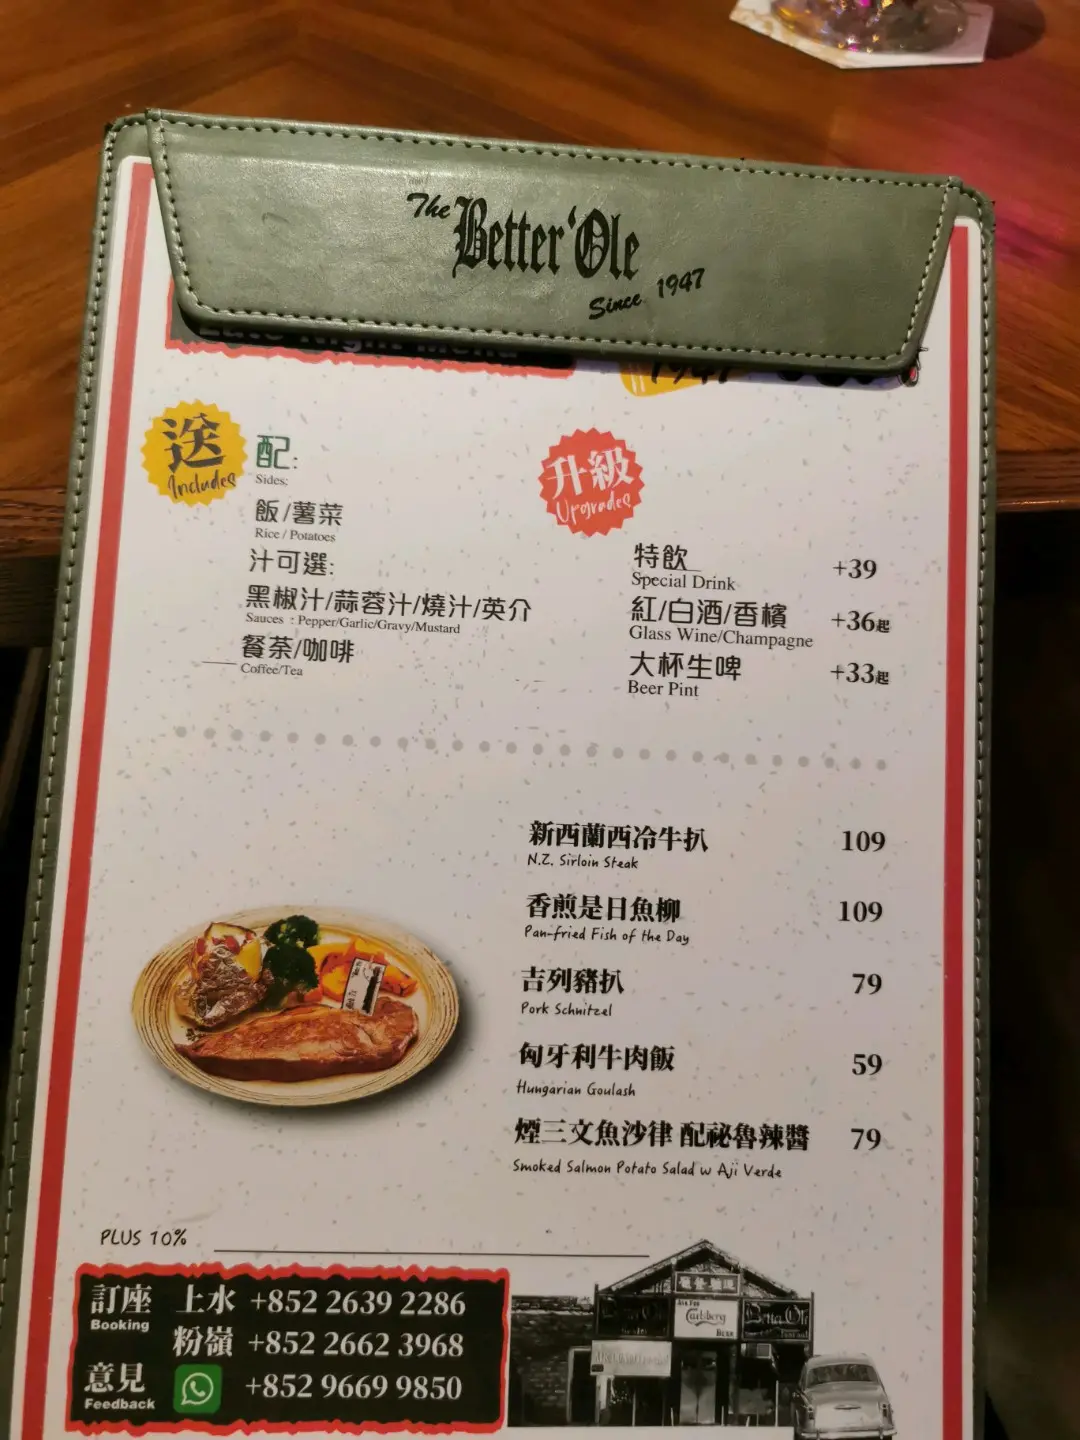 The Better 'Ole
Since 1947
Late Night Menu
1947
送
Includes
配:
Sides:
飯/薯菜
Rice / Potatoes
汁可選:
黑椒汁/蒜蓉汁/燒汁/英介
Sauces : Pepper/Garlic/Gravy/Mustard
餐茶/咖啡
Coffee/Tea
升級
Upgrades
特飲 +39
Special Drink
紅/白酒/香檳 +36起
Glass Wine/Champagne
大杯生啤 +33起
Beer Pint
新西蘭西冷牛扒 109
N.Z. Sirloin Steak
香煎是日魚柳 109
Pan-fried Fish of the Day
吉列豬扒 79
Pork Schnitzel
匈牙利牛肉飯 59
Hungarian Goulash
煙三文魚沙律 配祕魯辣醬 79
Smoked Salmon Potato Salad w Aji Verde
PLUS 10%
訂座 上水 +852 2639 2286
Booking
粉嶺 +852 2662 3968
意見 +852 9669 9850
Feedback
Carlsberg
Better Ole